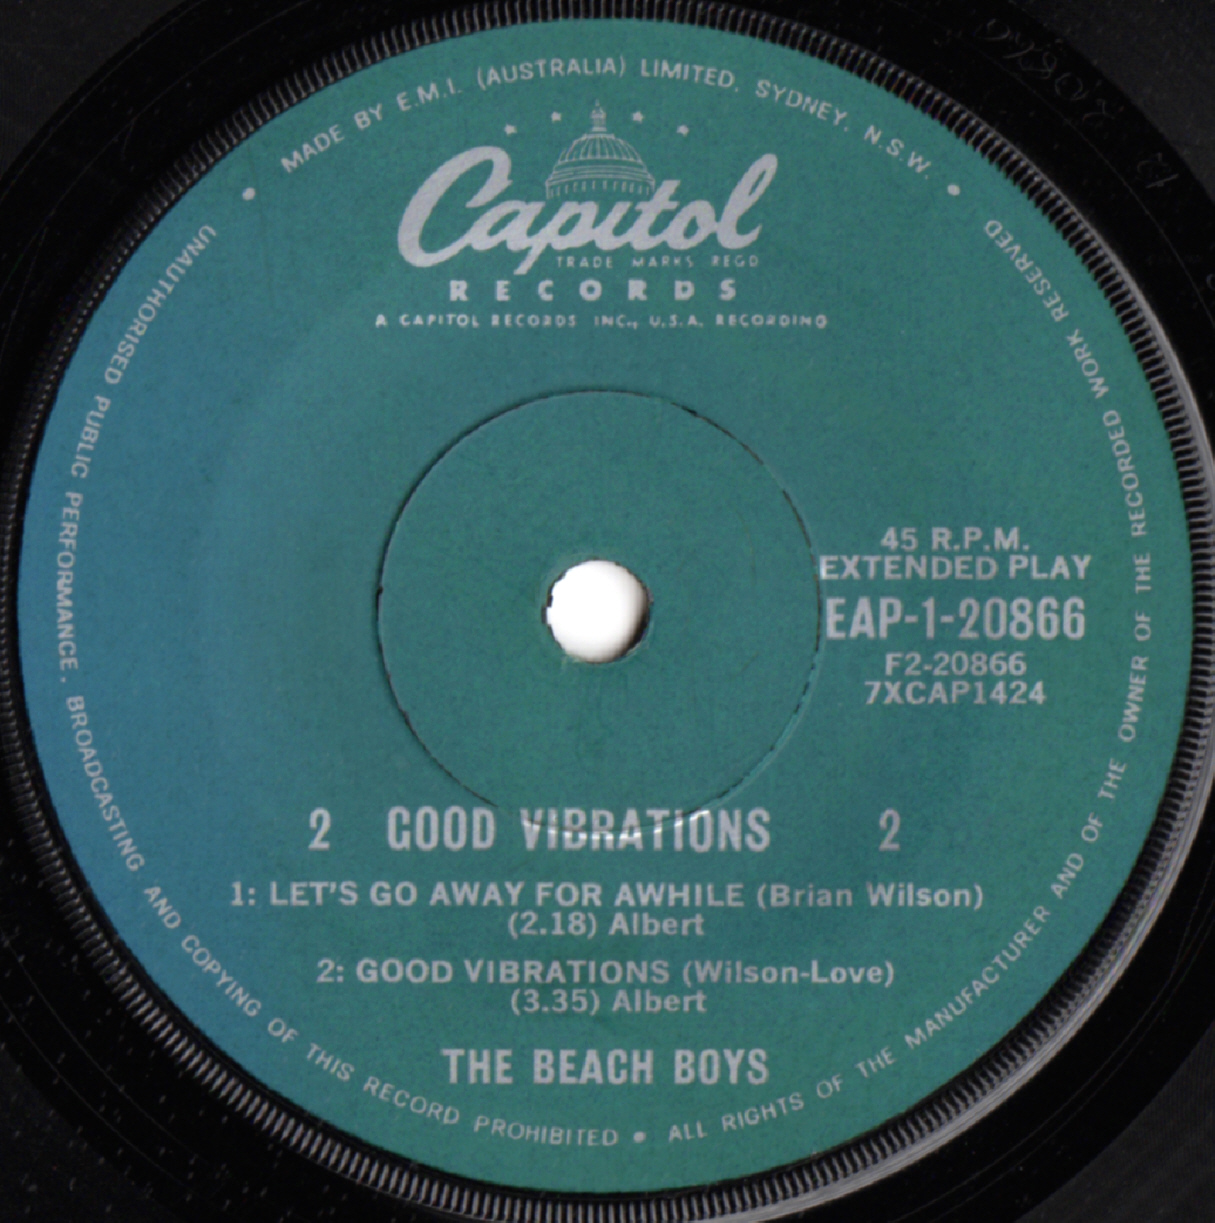 MADE BY E.M.I. (AUSTRALIA) LIMITED. SYDNEY. N.S.W.
Capitol
TRADE MARKS REGD
RECORDS
A CAPITOL RECORDS INC., U.S.A. RECORDING
45 R.P.M.
EXTENDED PLAY
EAP-1-20866
F2-20866
7XCAP1424
2 GOOD VIBRATIONS 2
1: LET'S GO AWAY FOR AWHILE (Brian Wilson)
(2.18) Albert
2: GOOD VIBRATIONS (Wilson-Love)
(3.35) Albert
THE BEACH BOYS
UNAUTHORISED PUBLIC PERFORMANCE. BROADCASTING AND COPYING OF THIS RECORD PROHIBITED • ALL RIGHTS OF THE MANUFACTURER AND OF THE OWNER OF THE RECORDED WORK RESERVED